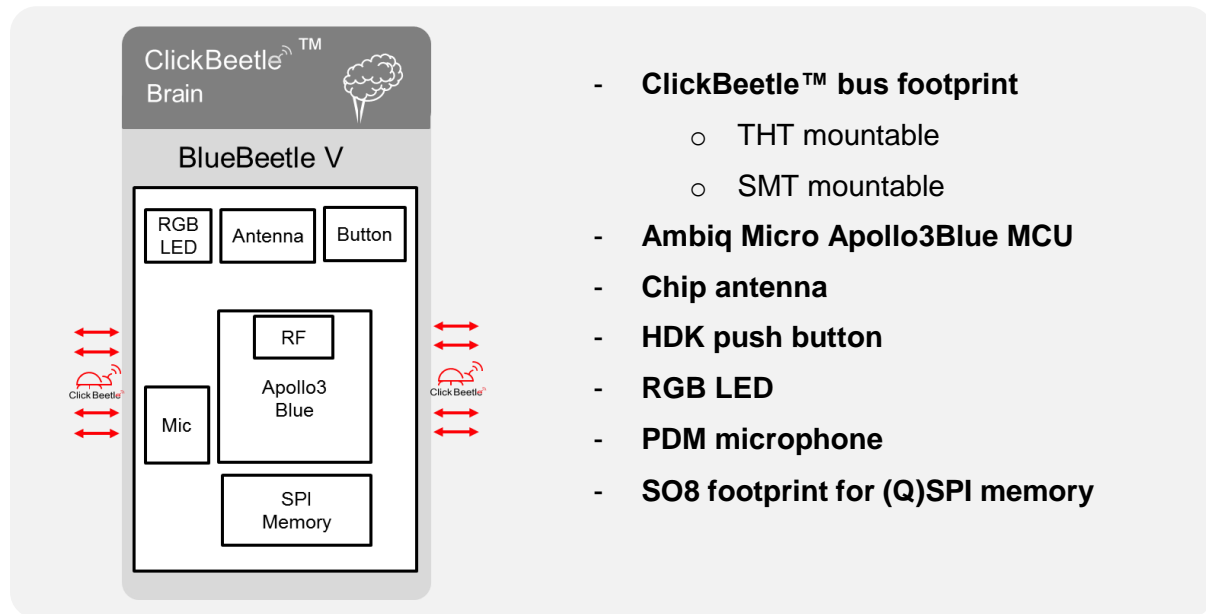 ClickBeetle ™
Brain
BlueBeetle V
RGB
LED
Antenna
Button
RF
Apollo3
Blue
Mic
SPI
Memory
ClickBeetle
ClickBeetle
- ClickBeetle™ bus footprint
o THT mountable
o SMT mountable
- Ambiq Micro Apollo3Blue MCU
- Chip antenna
- HDK push button
- RGB LED
- PDM microphone
- SO8 footprint for (Q)SPI memory